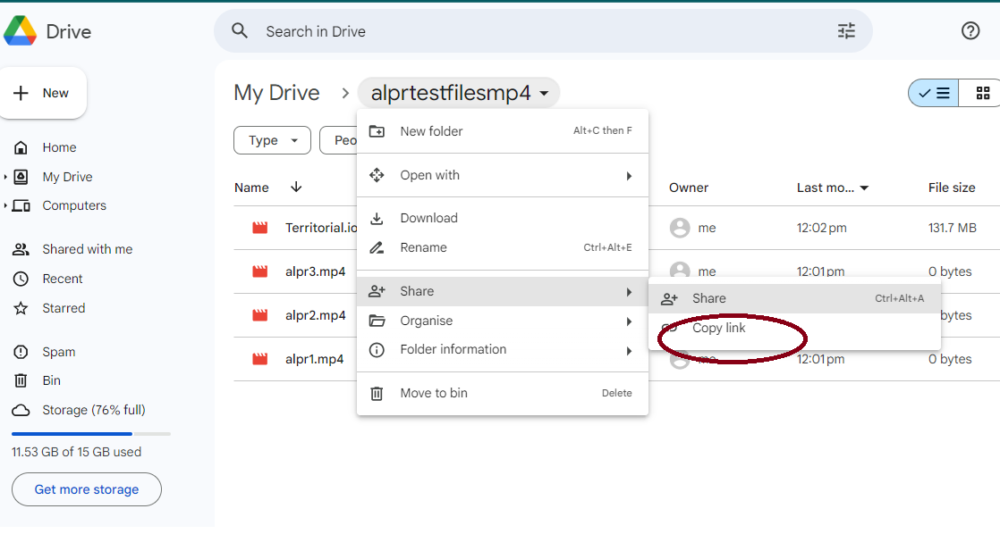 Drive
Search in Drive
New
My Drive
alprtestfilesmp4
Type
Peo
Home
My Drive
Computers
Shared with me
Recent
Starred
Spam
Bin
Storage (76% full)
11.53 GB of 15 GB used
Get more storage
New folder Alt+C then F
Open with
Download
Rename Ctrl+Alt+E
Share
Organise
Folder information
Move to bin Delete
Share Ctrl+Alt+A
Copy link
Name Owner Last mo... File size
Territorial.io me 12:02 pm 131.7 MB
alpr3.mp4 me 12:01pm 0 bytes
alpr2.mp4 bytes
alpr1.mp4 me 12:01pm 0 bytes